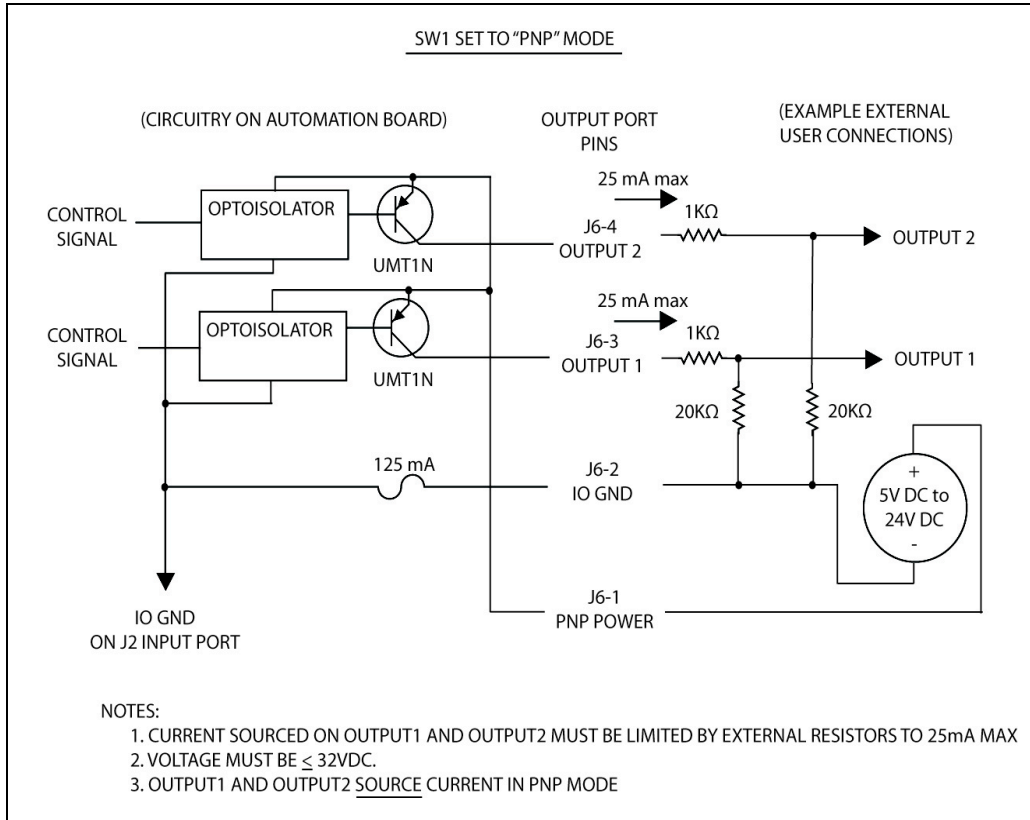 SW1 SET TO "PNP" MODE
(CIRCUITRY ON AUTOMATION BOARD)
OUTPUT PORT
PINS
(EXAMPLE EXTERNAL
USER CONNECTIONS)
CONTROL
SIGNAL
OPTOISOLATOR
UMT1N
25 mA max
1KΩ
J6-4
OUTPUT 2
OUTPUT 2
CONTROL
SIGNAL
OPTOISOLATOR
UMT1N
25 mA max
1KΩ
J6-3
OUTPUT 1
OUTPUT 1
20KΩ
20KΩ
125 mA
J6-2
IO GND
+
5V DC to
24V DC
-
J6-1
PNP POWER
IO GND
ON J2 INPUT PORT
NOTES:
1. CURRENT SOURCED ON OUTPUT1 AND OUTPUT2 MUST BE LIMITED BY EXTERNAL RESISTORS TO 25mA MAX
2. VOLTAGE MUST BE ≤ 32VDC.
3. OUTPUT1 AND OUTPUT2 SOURCE CURRENT IN PNP MODE